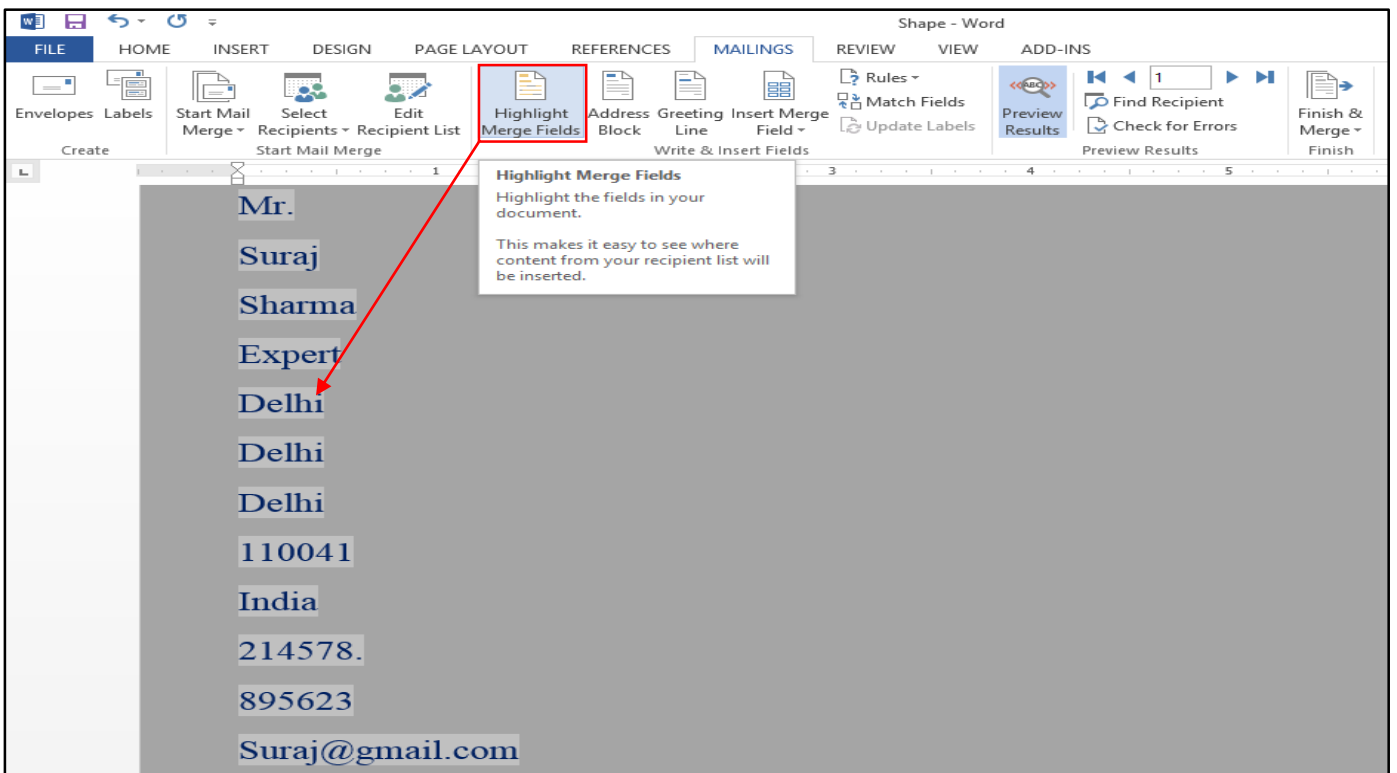 Shape - Word
FILE HOME INSERT DESIGN PAGE LAYOUT REFERENCES MAILINGS REVIEW VIEW ADD-INS
Envelopes Labels Start Mail Merge Select Recipients Edit Recipient List Highlight Merge Fields Address Block Greeting Line Insert Merge Field
Rules
Match Fields
Update Labels
«ABC» Preview Results
1
Find Recipient
Check for Errors
Finish & Merge
Create Start Mail Merge Write & Insert Fields Preview Results Finish
1 3 4 5
Highlight Merge Fields
Highlight the fields in your
document.
This makes it easy to see where
content from your recipient list will
be inserted.
Mr.
Suraj
Sharma
Expert
Delhi
Delhi
Delhi
110041
India
214578.
895623
Suraj@gmail.com